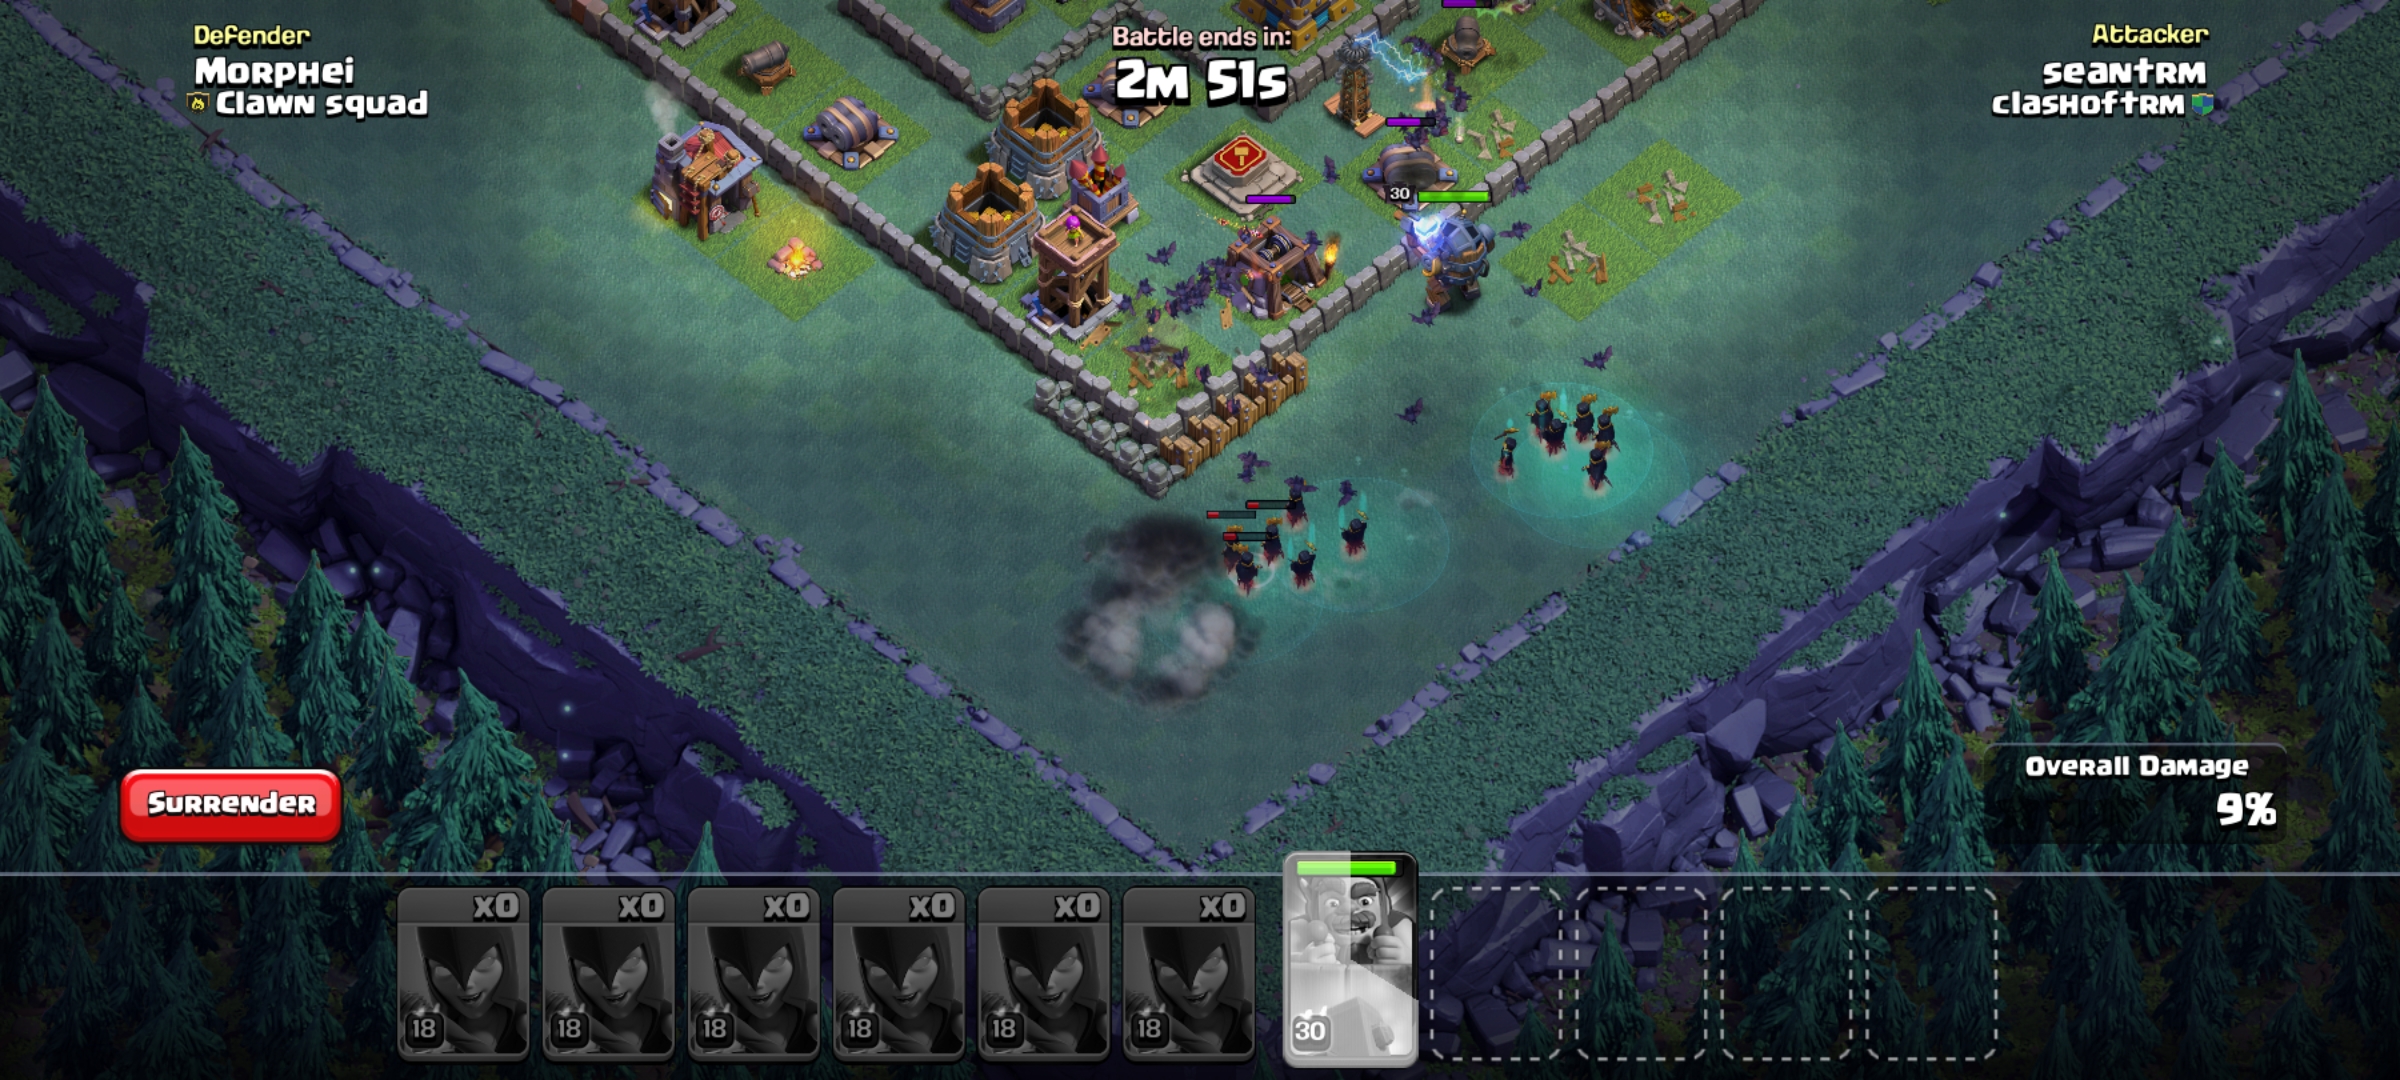 Defender
Morphei
Clawn squad
Battle ends in:
2M 51s
Attacker
seantRM
clashoftRM
30
Surrender
Overall Damage
9%
x0
x0
x0
x0
x0
x0
18
18
18
18
18
18
30